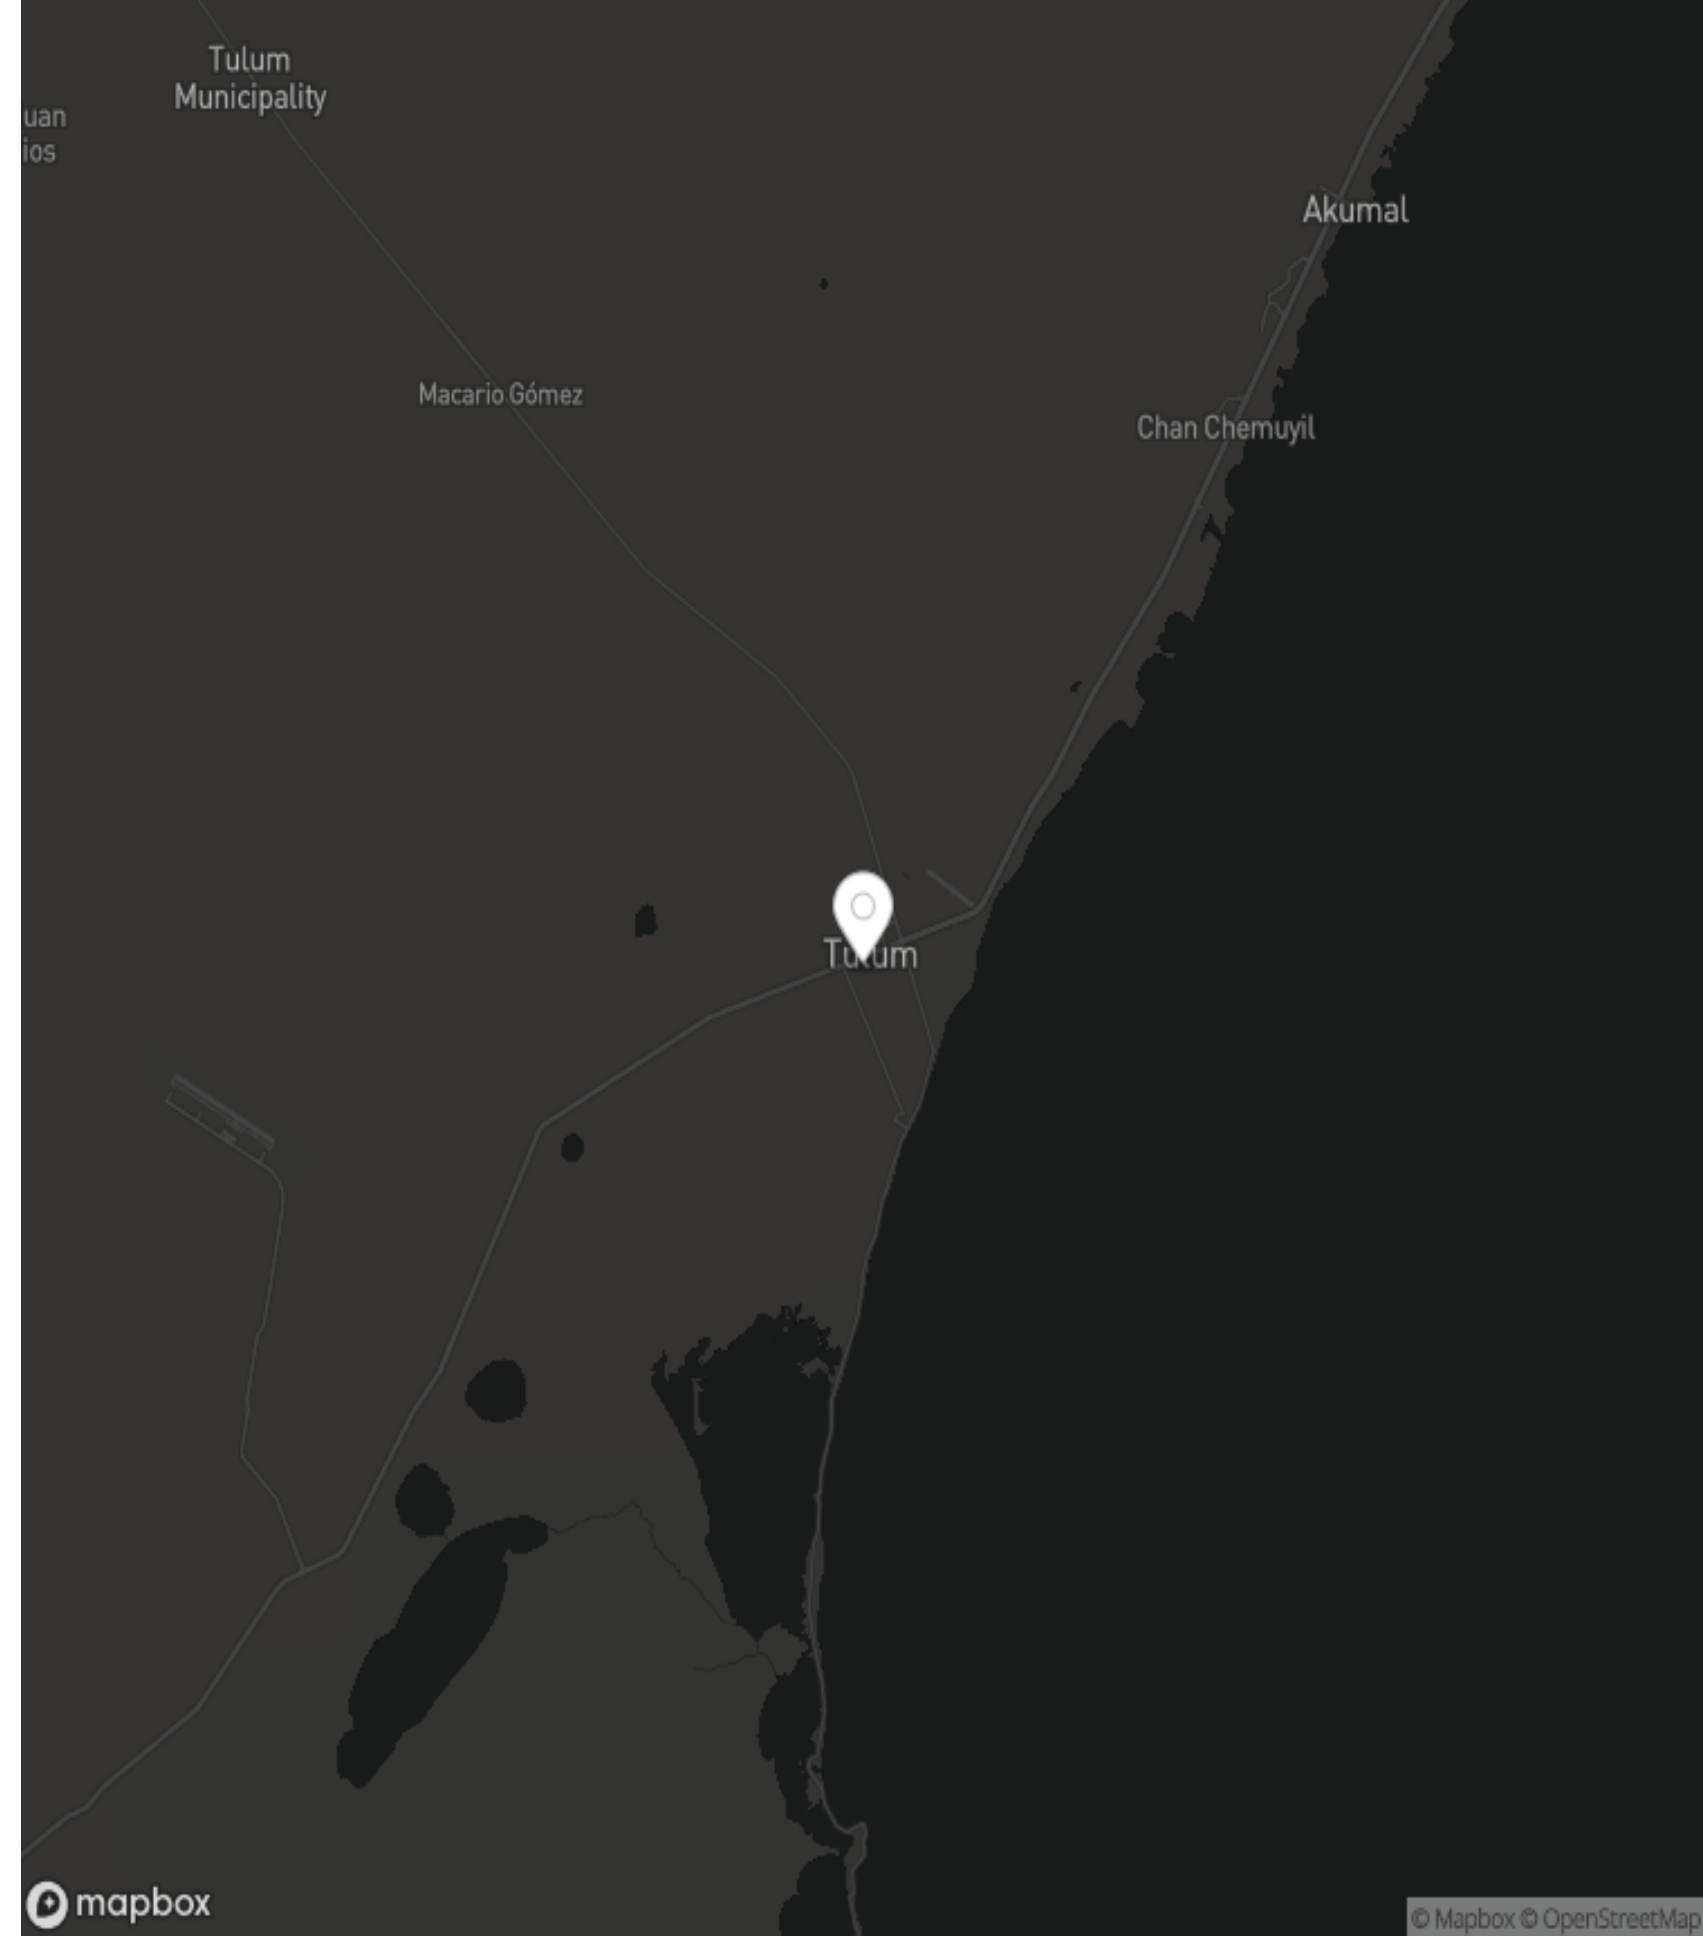 Tulum
Municipality
uan
ios
Akumal
Macario Gómez
Chan Chemuyil
Tulum
mapbox
© Mapbox © OpenStreetMap